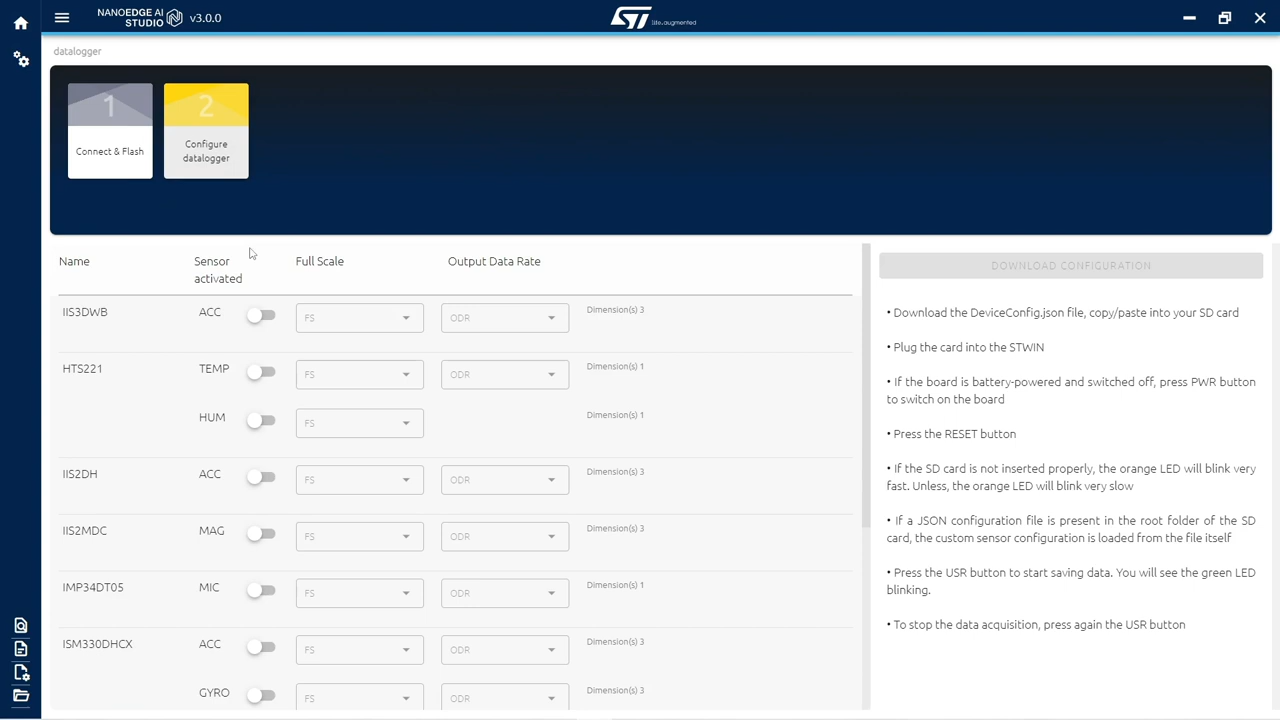 NANOEDGE AI
STUDIO v3.0.0
ST life.augmented
datalogger
1
Connect & Flash
2
Configure
datalogger
Name
Sensor
activated
Full Scale
Output Data Rate
IIS3DWB ACC FS ODR Dimension(s) 3
HTS221 TEMP FS ODR Dimension(s) 1
HUM FS Dimension(s) 1
IIS2DH ACC FS ODR Dimension(s) 3
IIS2MDC MAG FS ODR Dimension(s) 3
IMP34DT05 MIC FS ODR Dimension(s) 1
ISM330DHCX ACC FS ODR Dimension(s) 3
GYRO FS ODR Dimension(s) 3
DOWNLOAD CONFIGURATION
• Download the DeviceConfig.json file, copy/paste into your SD card
• Plug the card into the STWIN
• If the board is battery-powered and switched off, press PWR button
to switch on the board
• Press the RESET button
• If the SD card is not inserted properly, the orange LED will blink very
fast. Unless, the orange LED will blink very slow
• If a JSON configuration file is present in the root folder of the SD
card, the custom sensor configuration is loaded from the file itself
• Press the USR button to start saving data. You will see the green LED
blinking.
• To stop the data acquisition, press again the USR button